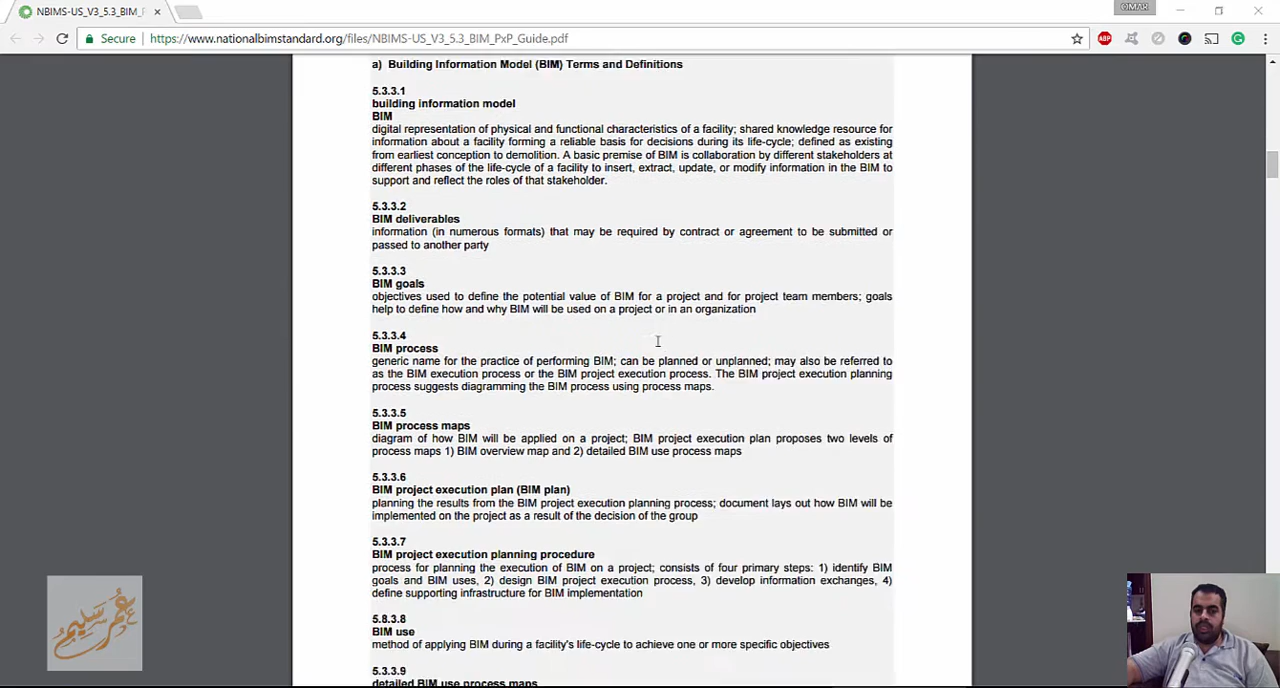 NBIMS-US_V3_5.3_BIM_P
OMAR
Secure
https://www.nationalbimstandard.org/files/NBIMS-US_V3_5.3_BIM_PxP_Guide.pdf
ABP
a) Building Information Model (BIM) Terms and Definitions
5.3.3.1
building information model
BIM
digital representation of physical and functional characteristics of a facility; shared knowledge resource for
information about a facility forming a reliable basis for decisions during its life-cycle; defined as existing
from earliest conception to demolition. A basic premise of BIM is collaboration by different stakeholders at
different phases of the life-cycle of a facility to insert, extract, update, or modify information in the BIM to
support and reflect the roles of that stakeholder.
5.3.3.2
BIM deliverables
information (in numerous formats) that may be required by contract or agreement to be submitted or
passed to another party
5.3.3.3
BIM goals
objectives used to define the potential value of BIM for a project and for project team members; goals
help to define how and why BIM will be used on a project or in an organization
5.3.3.4
BIM process
generic name for the practice of performing BIM; can be planned or unplanned; may also be referred to
as the BIM execution process or the BIM project execution process. The BIM project execution planning
process suggests diagramming the BIM process using process maps.
5.3.3.5
BIM process maps
diagram of how BIM will be applied on a project; BIM project execution plan proposes two levels of
process maps 1) BIM overview map and 2) detailed BIM use process maps
5.3.3.6
BIM project execution plan (BIM plan)
planning the results from the BIM project execution planning process; document lays out how BIM will be
implemented on the project as a result of the decision of the group
5.3.3.7
BIM project execution planning procedure
process for planning the execution of BIM on a project; consists of four primary steps: 1) identify BIM
goals and BIM uses, 2) design BIM project execution process, 3) develop information exchanges, 4)
define supporting infrastructure for BIM implementation
5.8.3.8
BIM use
method of applying BIM during a facility's life-cycle to achieve one or more specific objectives
5.3.3.9
detailed BIM use process maps
عمر سليم